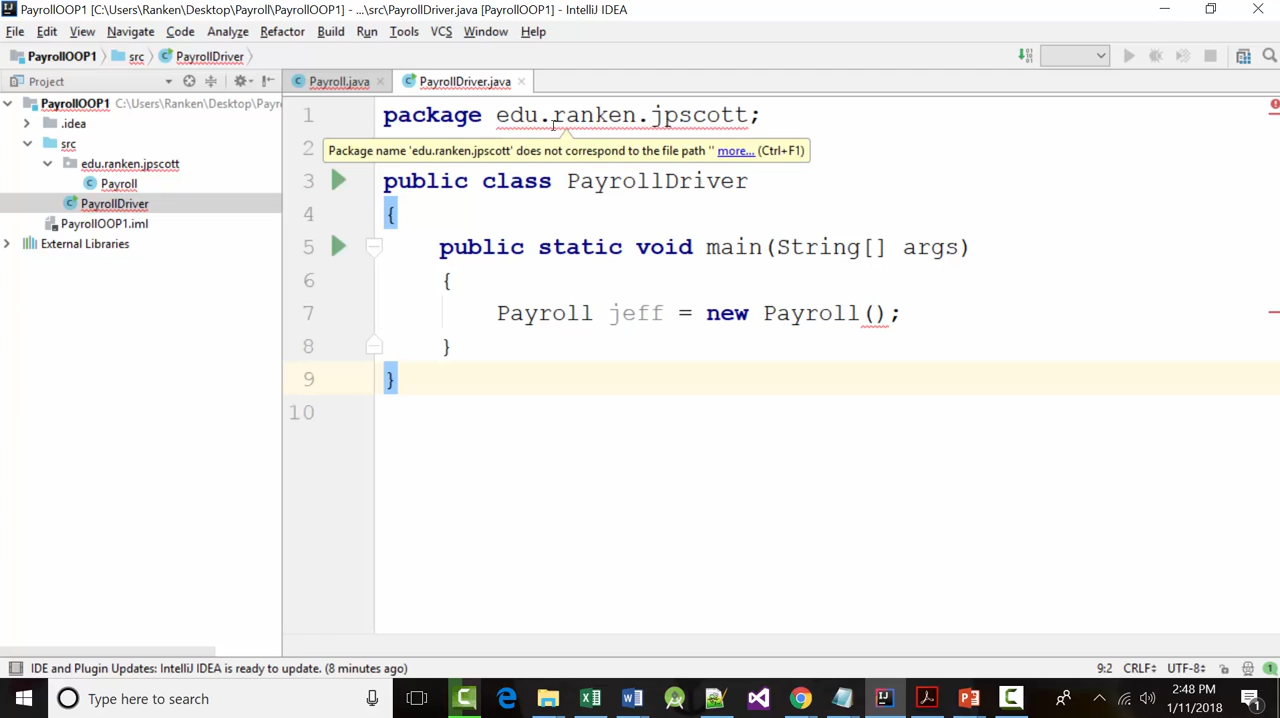 PayrollOOP1 [C:\Users\Ranken\Desktop\Payroll\PayrollOOP1] - ...\src\PayrollDriver.java [PayrollOOP1] - IntelliJ IDEA
File Edit View Navigate Code Analyze Refactor Build Run Tools VCS Window Help
PayrollOOP1 src PayrollDriver
Project Payroll.java PayrollDriver.java
PayrollOOP1 C:\Users\Ranken\Desktop\Payro
.idea
src
edu.ranken.jpscott
Payroll
PayrollDriver
PayrollOOP1.iml
External Libraries
1 package edu.ranken.jpscott;
2
Package name 'edu.ranken.jpscott' does not correspond to the file path '' more... (Ctrl+F1)
3 public class PayrollDriver
4 {
5 public static void main(String[] args)
6 {
7 Payroll jeff = new Payroll();
8 }
9 }
10
IDE and Plugin Updates: IntelliJ IDEA is ready to update. (8 minutes ago) 9:2 CRLF UTF-8 1
Type here to search
2:48 PM
1/11/2018
1